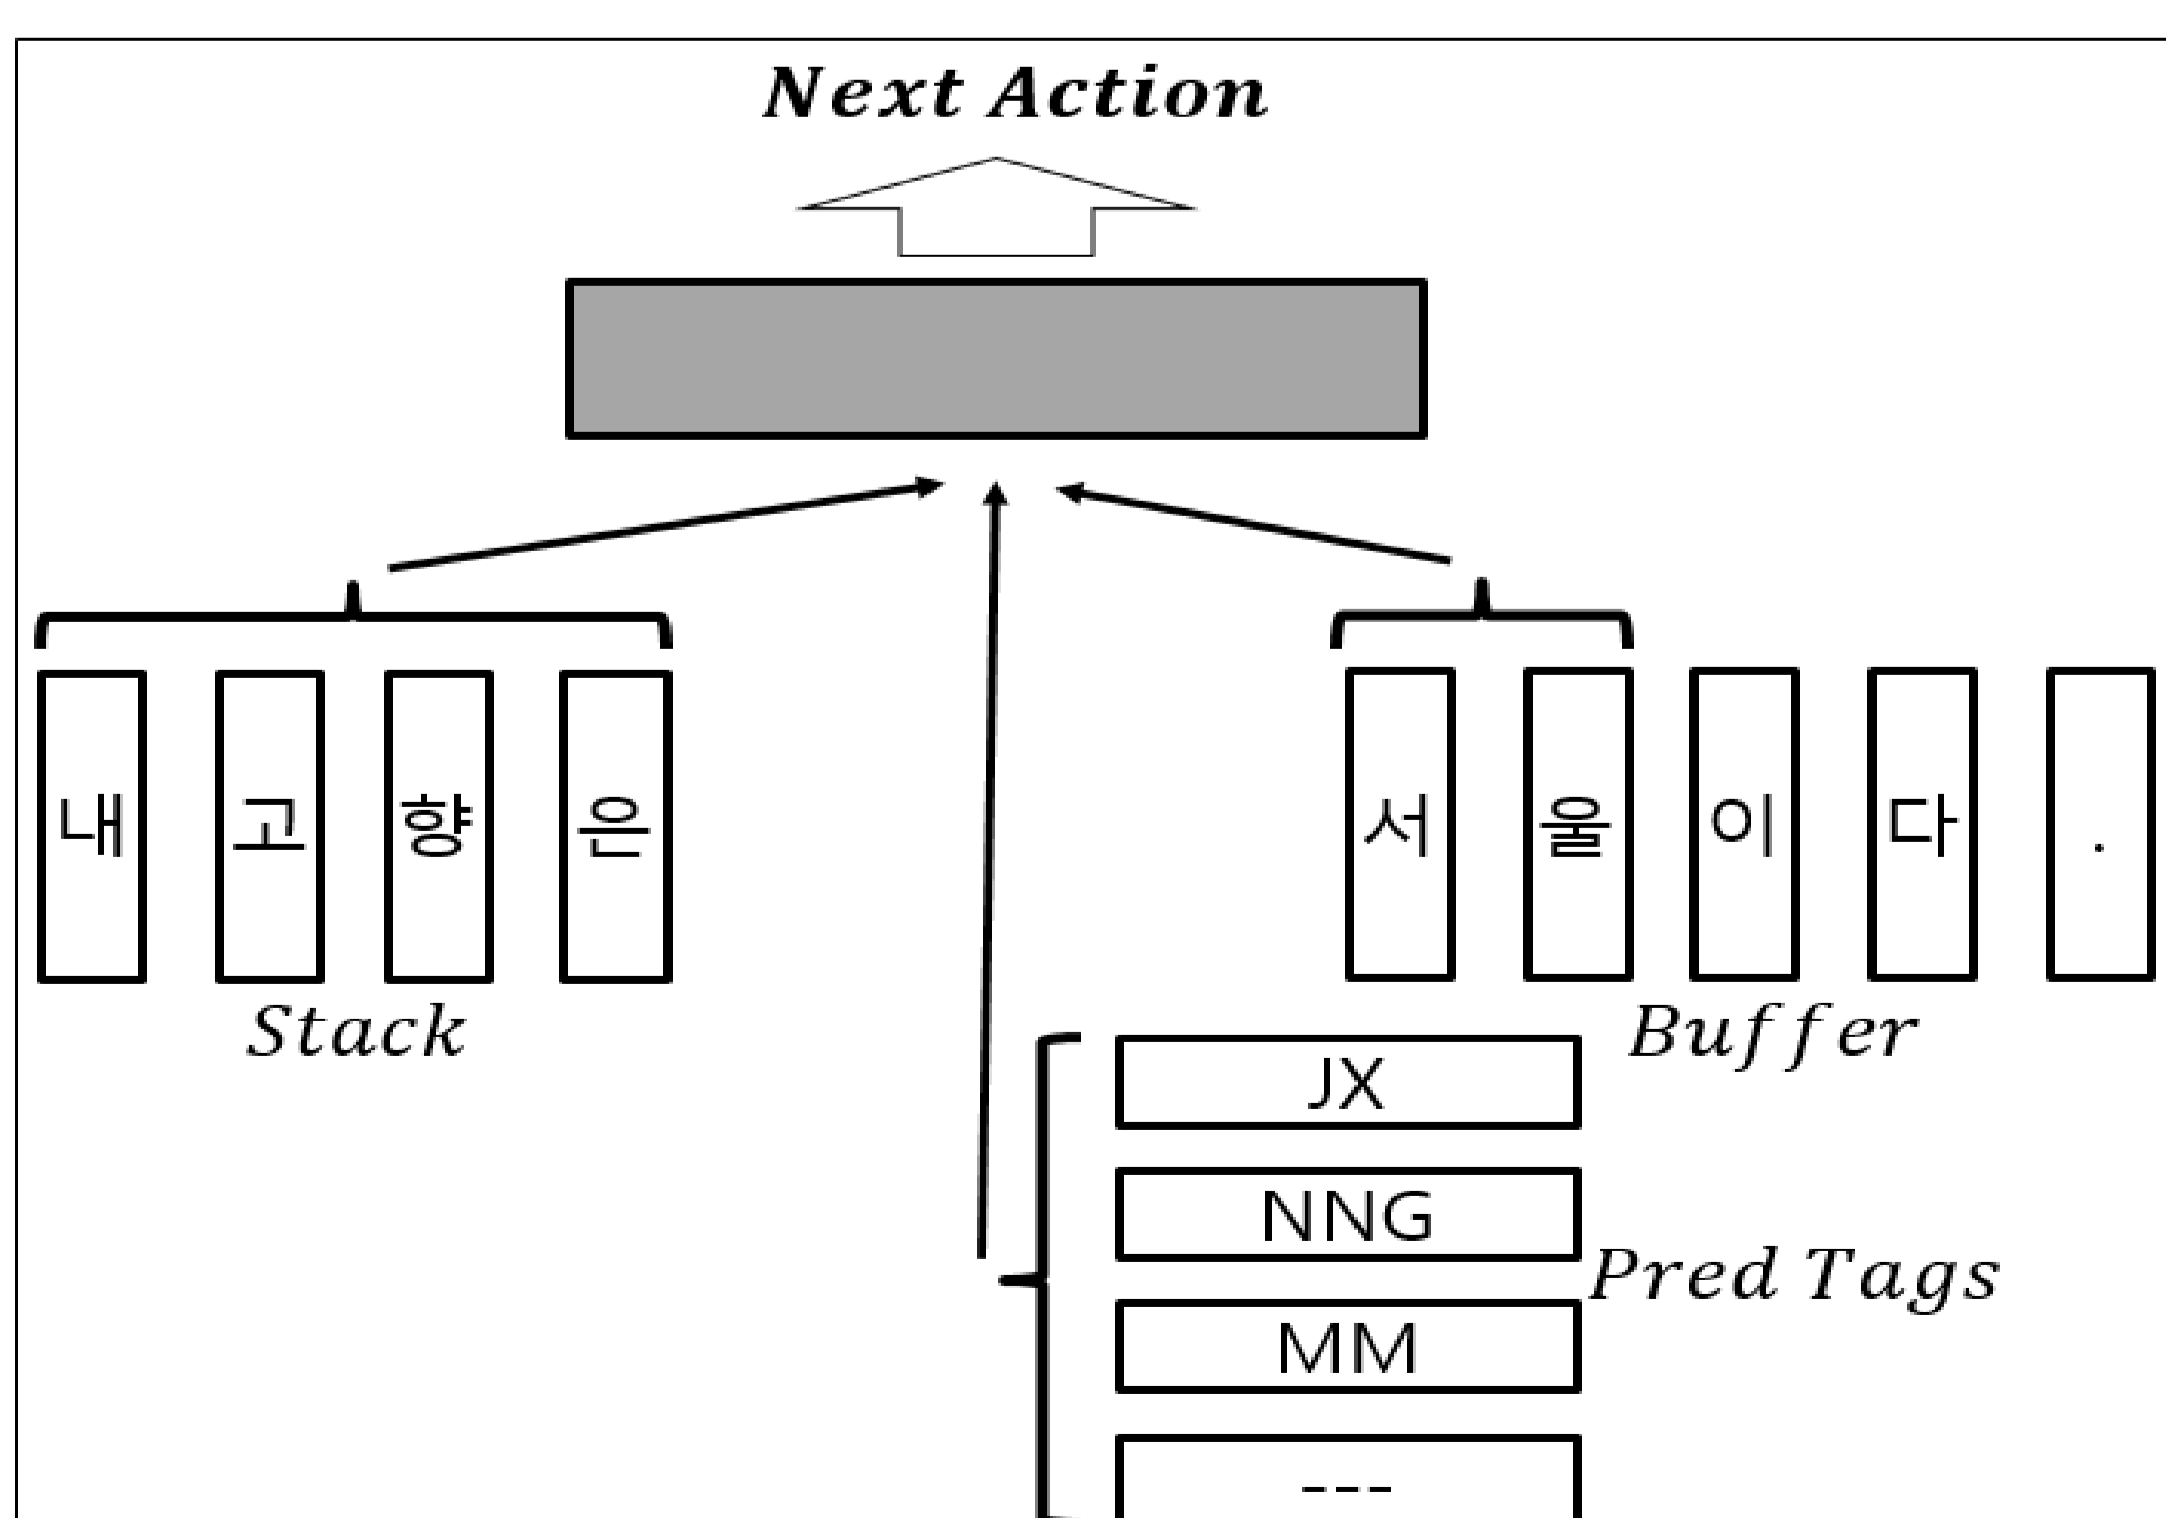 Next Action
내 고 향 은
서 울 이 다 .
Stack
Buffer
JX
NNG
Pred Tags
MM
---